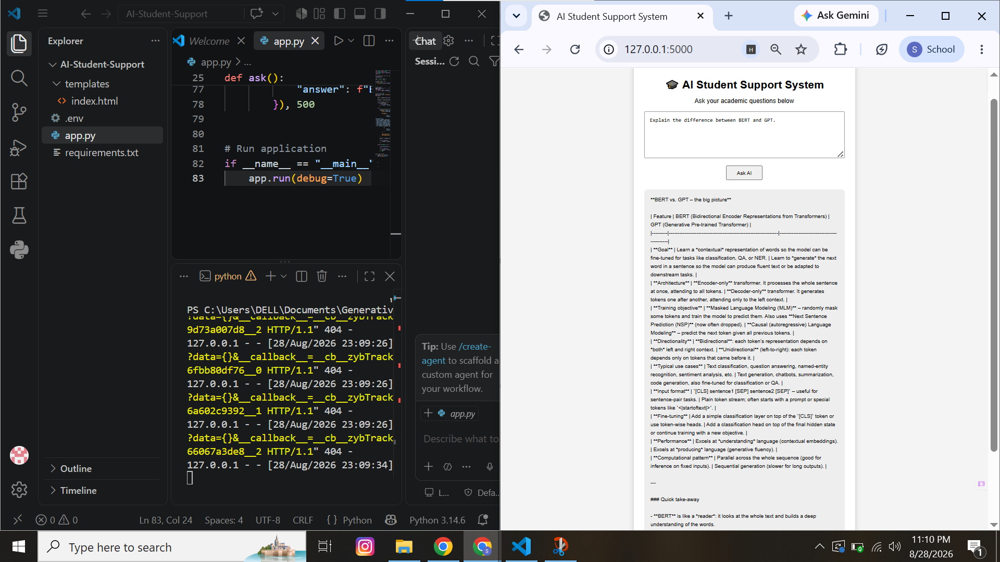 AI-Student-Support
Explorer
AI-Student-Support
templates
index.html
.env
app.py
requirements.txt
Outline
Timeline
Welcome
app.py
app.py > ...
25 def ask():
77 "answer": f"
78 }), 500
79
80
81 # Run application
82 if __name__ == "__main__"
83 app.run(debug=True)
python
PS C:\Users\DELL\Documents\Generativ
?data={}&__callback__=__cb__zybTrack
9d73a007d8__2 HTTP/1.1" 404 -
127.0.0.1 - - [28/Aug/2026 23:09:26]
?data={}&__callback__=__cb__zybTrack
6fbb80df76__0 HTTP/1.1" 404 -
127.0.0.1 - - [28/Aug/2026 23:09:26]
?data={}&__callback__=__cb__zybTrack
6a602c9392__1 HTTP/1.1" 404 -
127.0.0.1 - - [28/Aug/2026 23:09:26]
?data={}&__callback__=__cb__zybTrack
66067a3de8__2 HTTP/1.1" 404 -
127.0.0.1 - - [28/Aug/2026 23:09:34]
Chat
Sessi...
Tip: Use /create-
agent to scaffold a
custom agent for
your workflow.
app.py
Describe what to
L...
Defa...
0 0
Ln 83, Col 24
Spaces: 4
UTF-8
CRLF
{ } Python
Python 3.14.6
AI Student Support System
Ask Gemini
127.0.0.1:5000
H
S School
🎓 AI Student Support System
Ask your academic questions below
Explain the difference between BERT and GPT.
Ask AI
**BERT vs. GPT – the big picture**
| Feature | BERT (Bidirectional Encoder Representations from Transformers) |
GPT (Generative Pre-trained Transformer) |
|---------|----------------------------------------------------------------|----------------------------------
----------|
| **Goal** | Learn a *contextual* representation of words so the model can be
fine-tuned for tasks like classification, QA, or NER. | Learn to *generate* the next
word in a sentence so the model can produce fluent text or be adapted to
downstream tasks. |
| **Architecture** | **Encoder-only** transformer. It processes the whole sentence
at once, attending to all tokens. | **Decoder-only** transformer. It generates
tokens one after another, attending only to the left context. |
| **Training objective** | **Masked Language Modeling (MLM)** – randomly mask
some tokens and train the model to predict them. Also uses **Next Sentence
Prediction (NSP)** (now often dropped). | **Causal (autoregressive) Language
Modeling** – predict the next token given all previous tokens. |
| **Directionality** | **Bidirectional**: each token's representation depends on
*both* left and right context. | **Unidirectional** (left-to-right): each token
depends only on tokens that came before it. |
| **Typical use cases** | Text classification, question answering, named-entity
recognition, sentiment analysis, etc. | Text generation, chatbots, summarization,
code generation, also fine-tuned for classification or QA. |
| **Input format** | `[CLS] sentence1 [SEP] sentence2 [SEP]` – useful for
sentence-pair tasks. | Plain token stream; often starts with a prompt or special
tokens like `<|startoftext|>`. |
| **Fine-tuning** | Add a simple classification layer on top of the `[CLS]` token or
use token-wise heads. | Add a classification head on top of the final hidden state
or continue training with a new objective. |
| **Performance** | Excels at *understanding* language (contextual embeddings).
| Excels at *producing* language (generative fluency). |
| **Computational pattern** | Parallel across the whole sequence (good for
inference on fixed inputs). | Sequential generation (slower for long outputs). |
---
### Quick take-away
- **BERT** is like a *reader*: it looks at the whole text and builds a deep
understanding of the words.
Type here to search
S
11:10 PM
8/28/2026
1